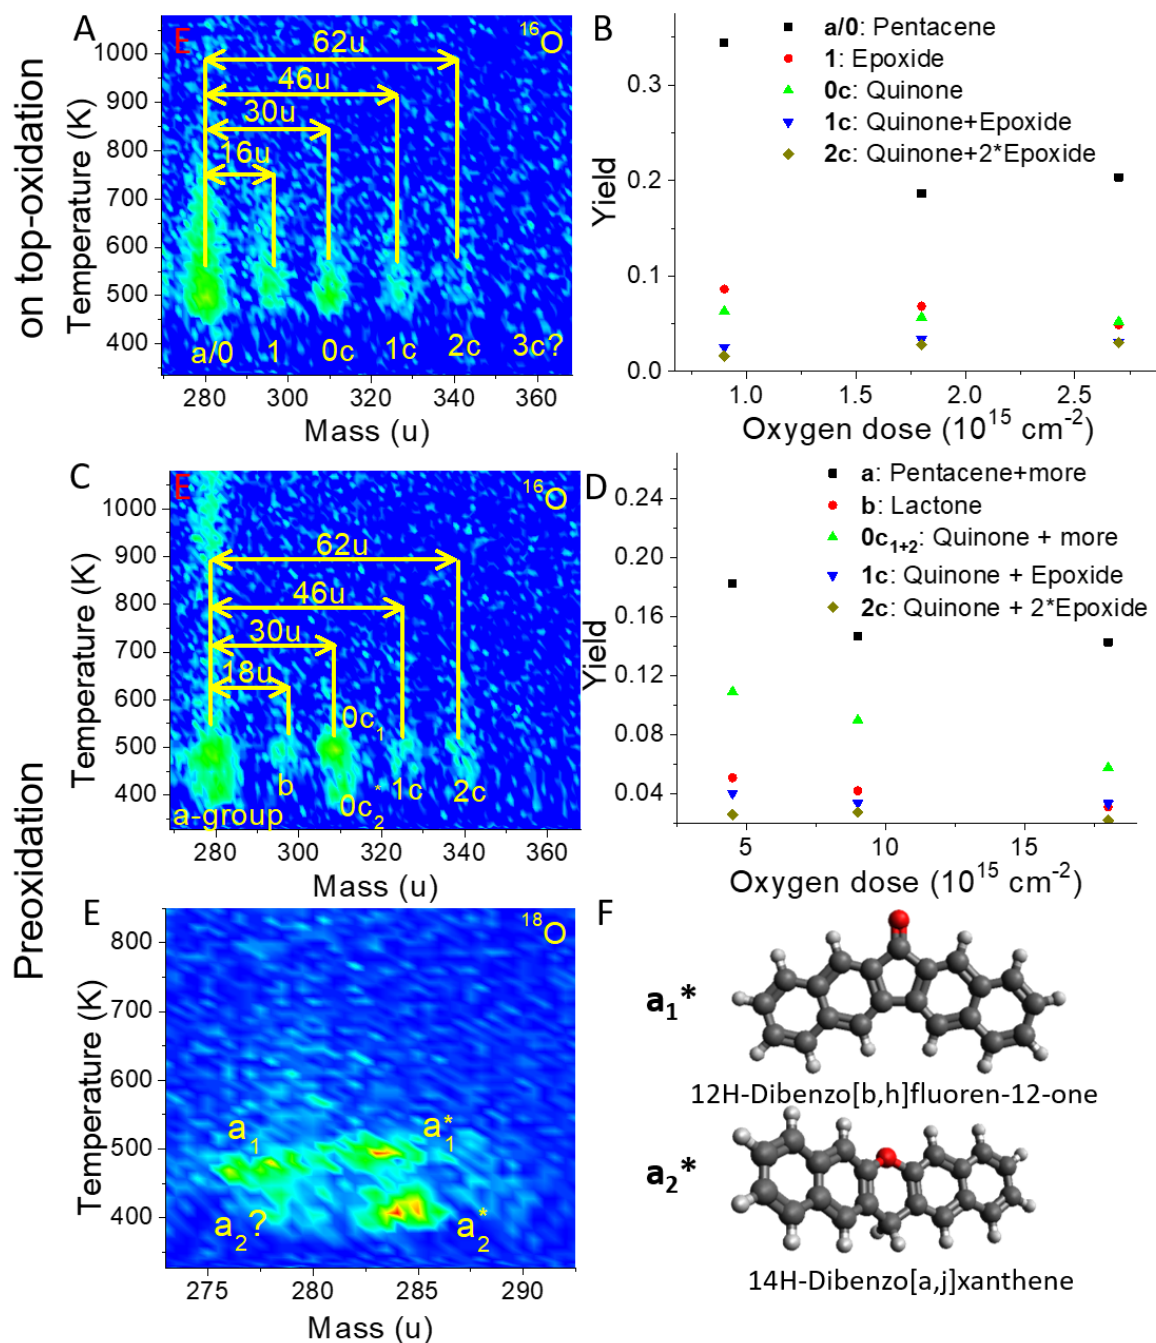 on top-oxidation
A
E
16O
62u
46u
30u
16u
a/0 1 0c 1c 2c 3c?
1000
900
800
700
600
500
400
Temperature (K)
280 300 320 340 360
Mass (u)
B
a/0: Pentacene
1: Epoxide
0c: Quinone
1c: Quinone+Epoxide
2c: Quinone+2*Epoxide
0.3
0.2
0.1
0.0
Yield
1.0 1.5 2.0 2.5
Oxygen dose (10^15 cm^-2)
Preoxidation
C
E
16O
62u
46u
30u
18u
0c1
b 0c2* 1c 2c
a-group
1000
900
800
700
600
500
400
Temperature (K)
280 300 320 340 360
Mass (u)
D
a: Pentacene+more
b: Lactone
0c1+2: Quinone + more
1c: Quinone + Epoxide
2c: Quinone + 2*Epoxide
0.24
0.20
0.16
0.12
0.08
0.04
Yield
5 10 15
Oxygen dose (10^15 cm^-2)
E
18O
a1 a1*
a2? a2*
800
700
600
500
400
Temperature (K)
275 280 285 290
Mass (u)
F
a1*
12H-Dibenzo[b,h]fluoren-12-one
a2*
14H-Dibenzo[a,j]xanthene